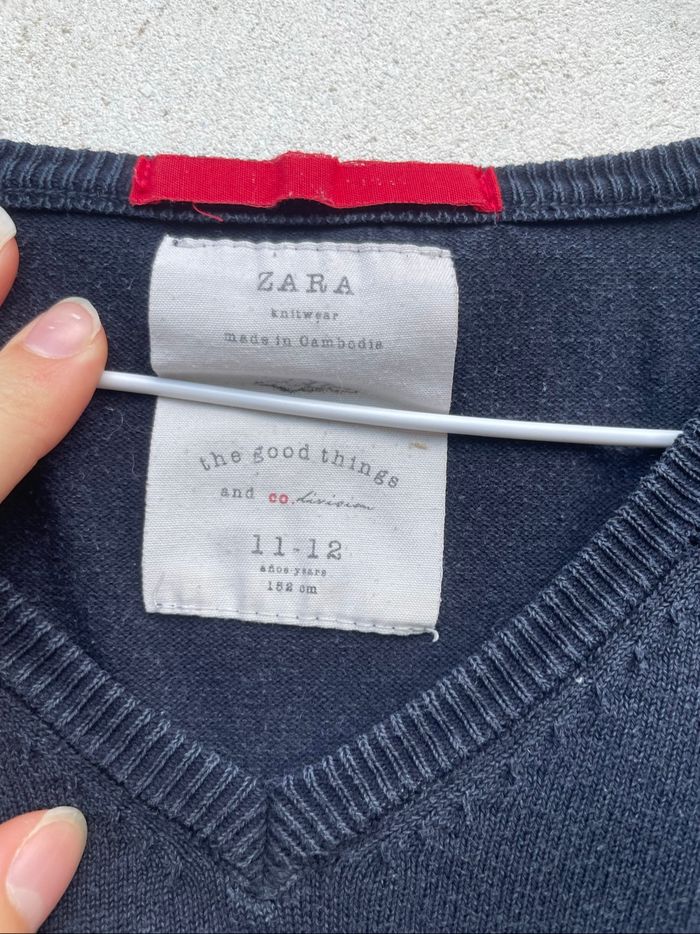 ZARA
knitwear
made in Cambodia
the good things
and co. division
11-12
años years
152 cm